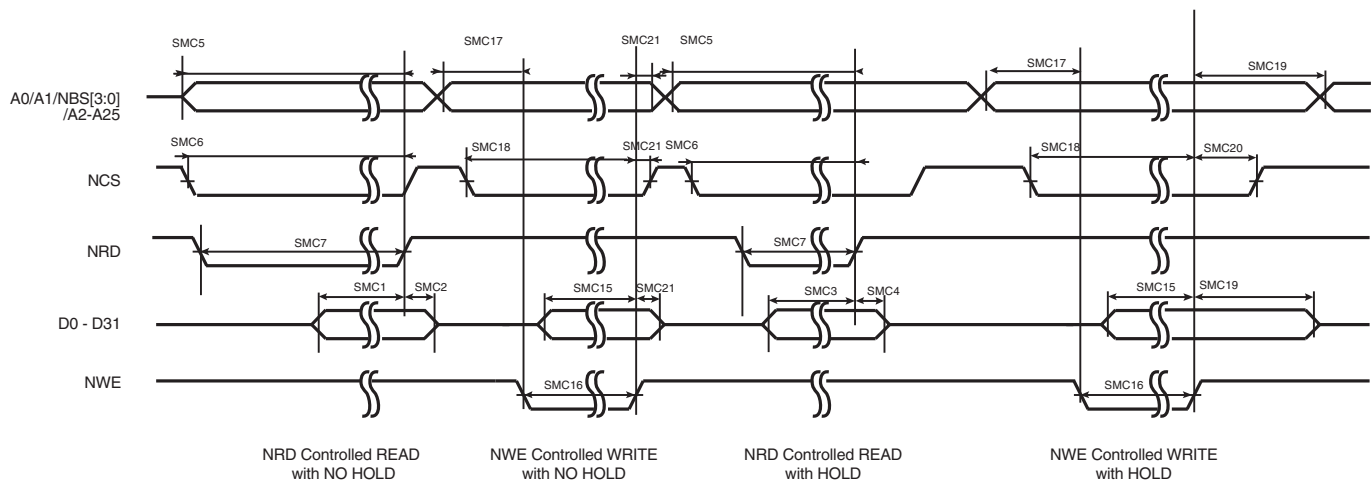 SMC5
SMC17
SMC21
SMC5
SMC17
SMC19
A0/A1/NBS[3:0]
/A2-A25
SMC6
SMC18
SMC21
SMC6
SMC18
SMC20
NCS
SMC7
SMC7
NRD
SMC1
SMC2
SMC15
SMC21
SMC3
SMC4
SMC15
SMC19
D0 - D31
NWE
SMC16
SMC16
NRD Controlled READ
with NO HOLD
NWE Controlled WRITE
with NO HOLD
NRD Controlled READ
with HOLD
NWE Controlled WRITE
with HOLD